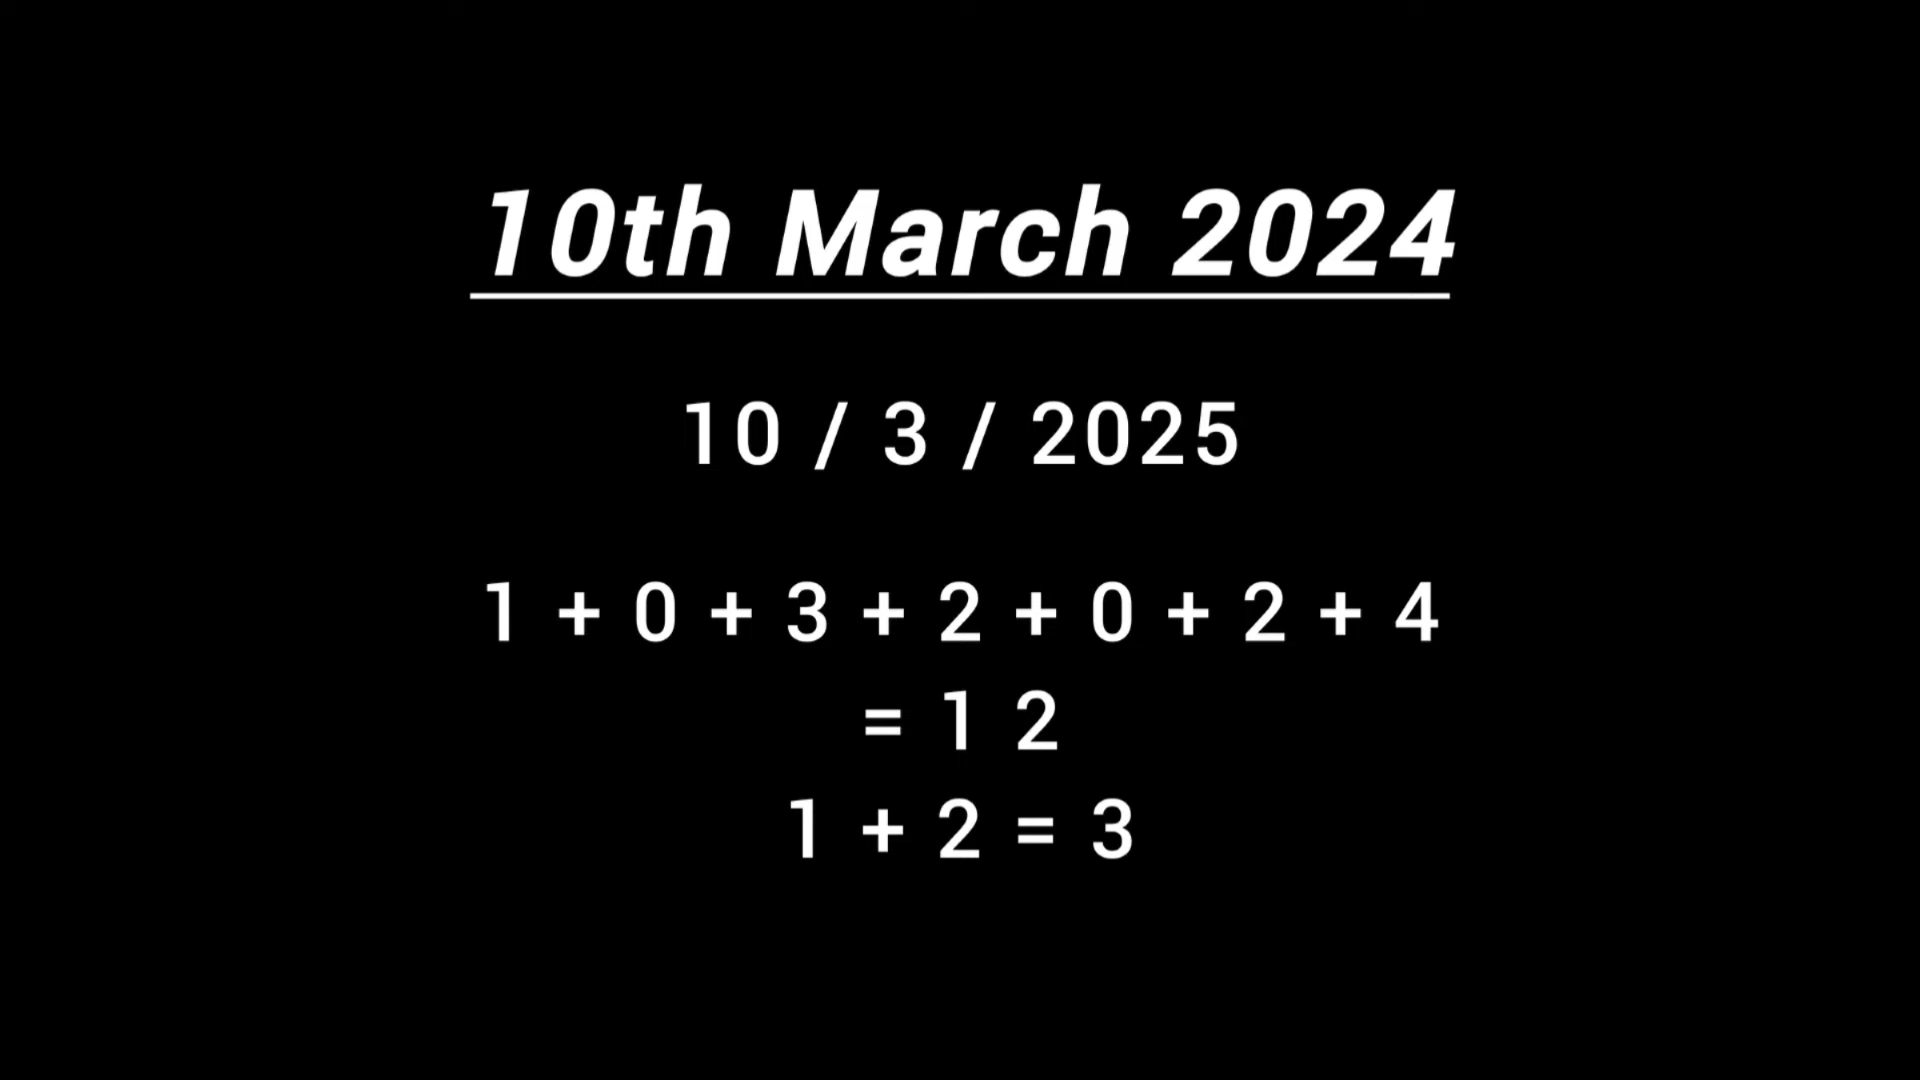 10th March 2024
10 / 3 / 2025
1 + 0 + 3 + 2 + 0 + 2 + 4
= 1 2
1 + 2 = 3